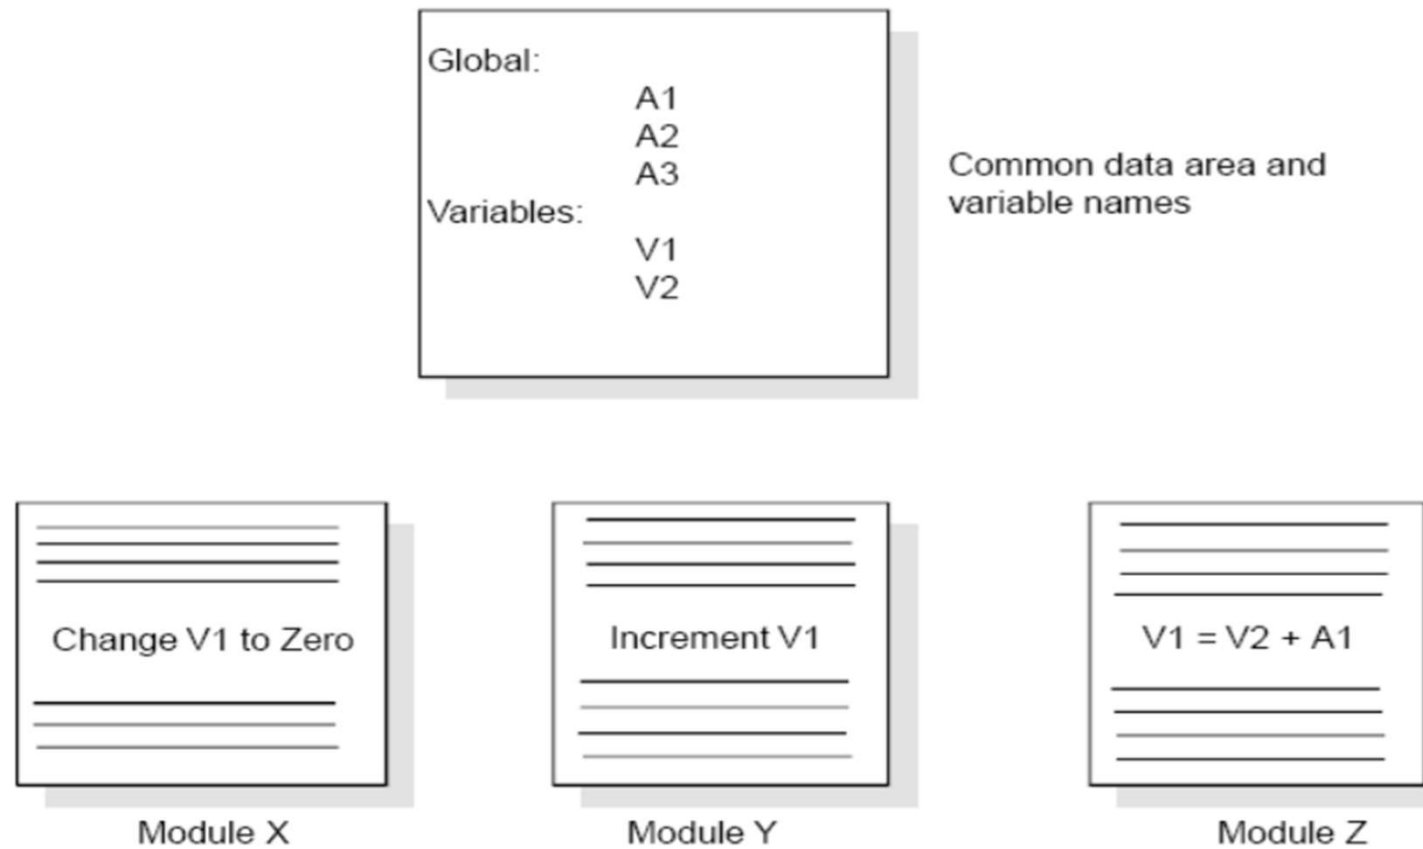 Global:
A1
A2
A3
Variables:
V1
V2
Common data area and
variable names
Change V1 to Zero
Increment V1
V1 = V2 + A1
Module X
Module Y
Module Z